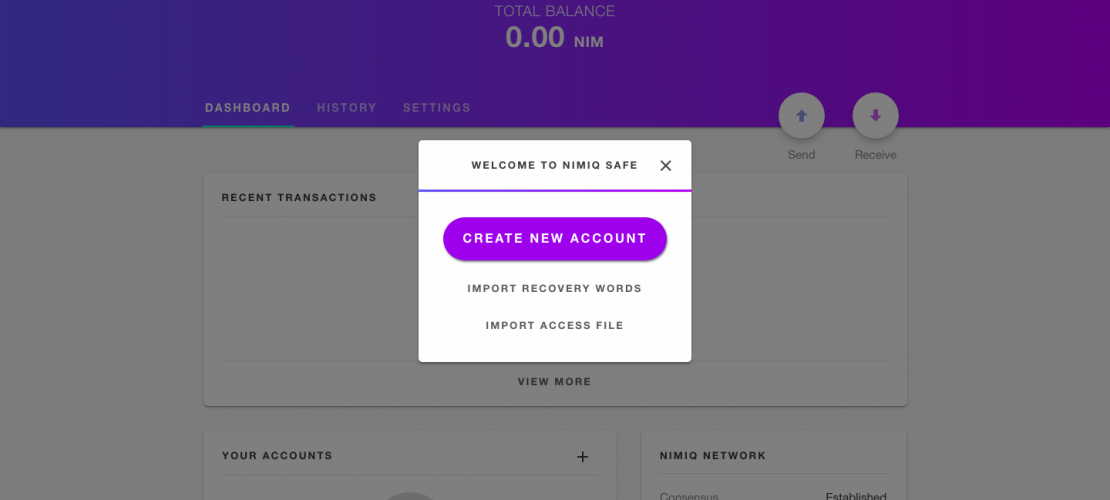 TOTAL BALANCE
0.00 NIM
DASHBOARD HISTORY SETTINGS
Send Receive
WELCOME TO NIMIQ SAFE
RECENT TRANSACTIONS
CREATE NEW ACCOUNT
IMPORT RECOVERY WORDS
IMPORT ACCESS FILE
VIEW MORE
YOUR ACCOUNTS
NIMIQ NETWORK
Consensus Established